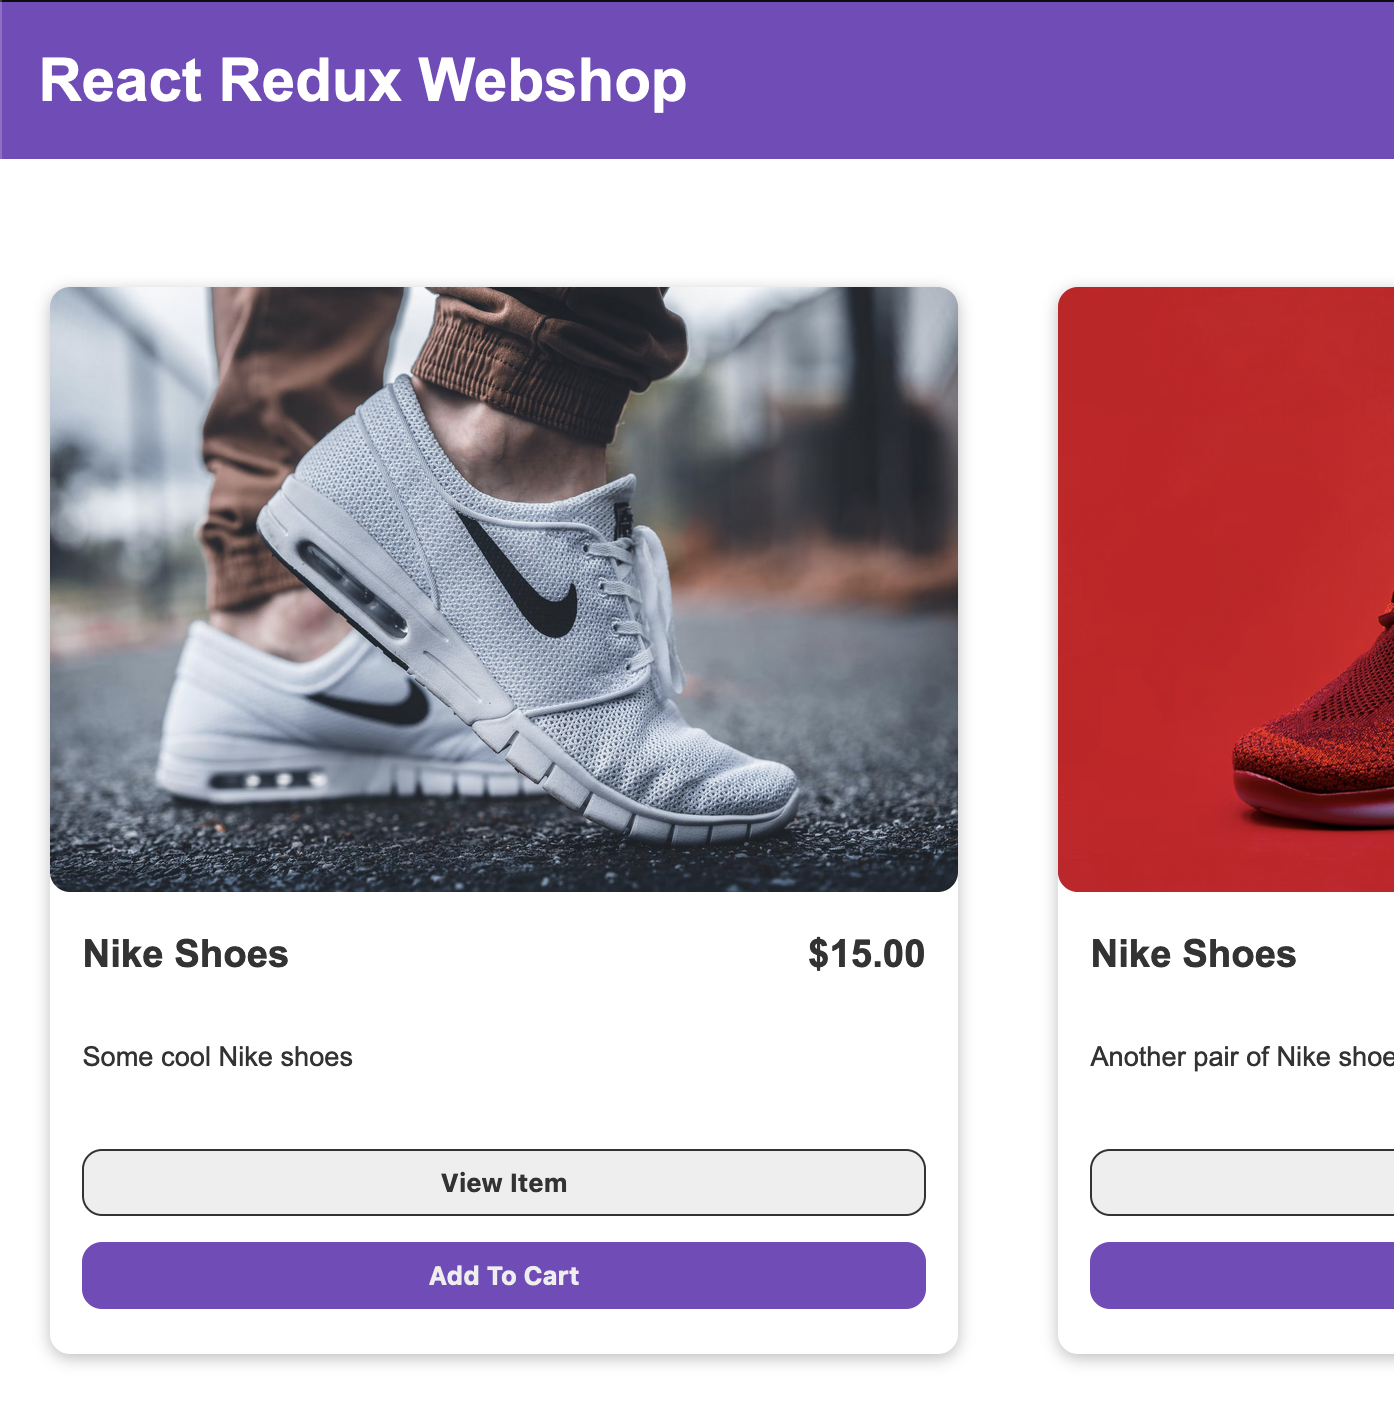 React Redux Webshop
Nike Shoes
$15.00
Some cool Nike shoes
View Item
Add To Cart
Nike Shoes
Another pair of Nike shoe